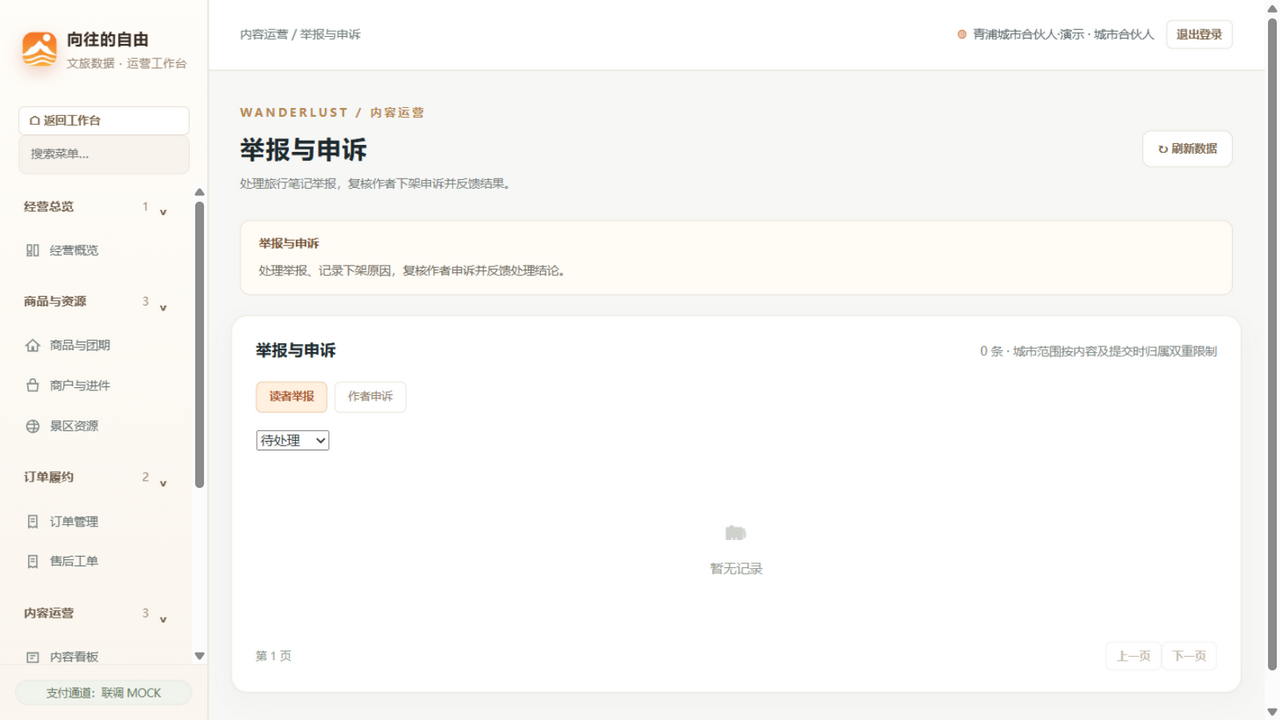 向往的自由
文旅数据 · 运营工作台
返回工作台
搜索菜单...
经营总览 1
经营概览
商品与资源 3
商品与团期
商户与进件
景区资源
订单履约 2
订单管理
售后工单
内容运营 3
内容看板
支付通道：联调 MOCK
内容运营 / 举报与申诉
青浦城市合伙人·演示 · 城市合伙人
退出登录
WANDERLUST / 内容运营
举报与申诉
↻ 刷新数据
处理旅行笔记举报，复核作者下架申诉并反馈结果。
举报与申诉
处理举报、记录下架原因，复核作者申诉并反馈处理结论。
举报与申诉
0 条 · 城市范围按内容及提交时归属双重限制
读者举报 作者申诉
待处理
暂无记录
第 1 页
上一页 下一页